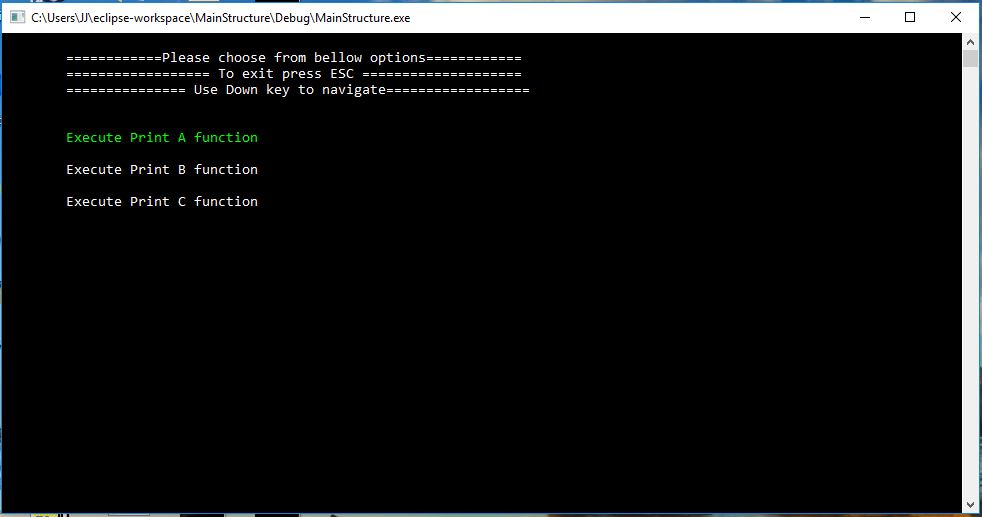 C:\Users\JJ\eclipse-workspace\MainStructure\Debug\MainStructure.exe
============Please choose from bellow options============
================== To exit press ESC ====================
=============== Use Down key to navigate==================
Execute Print A function
Execute Print B function
Execute Print C function